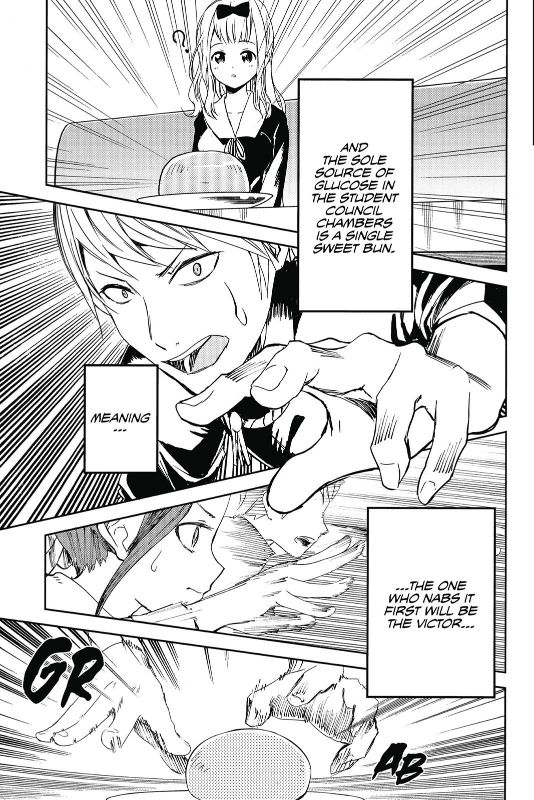 ?
AND
THE SOLE
SOURCE OF
GLUCOSE IN
THE STUDENT
COUNCIL
CHAMBERS
IS A SINGLE
SWEET BUN.
MEANING
...
...THE ONE
WHO NABS IT
FIRST WILL BE
THE VICTOR...
GR
AB